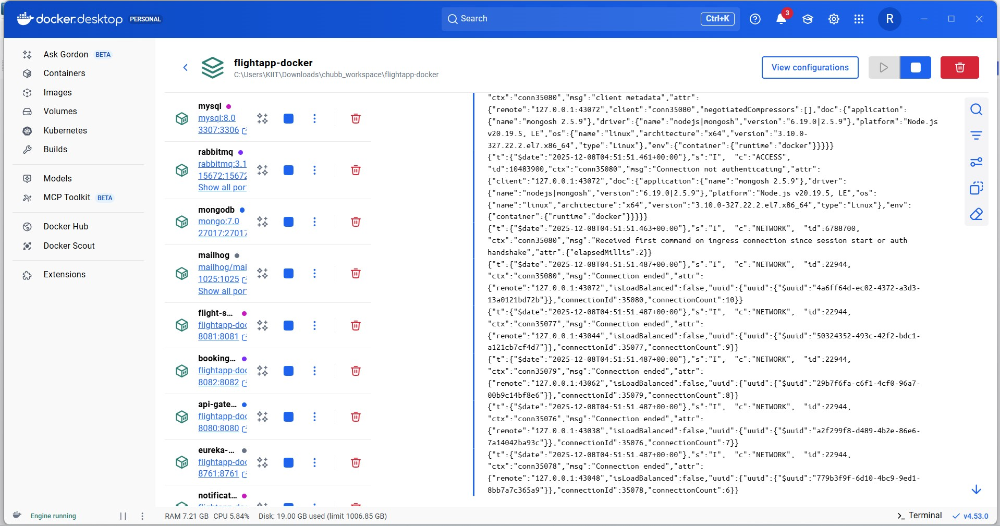 docker.desktop PERSONAL
Search
Ctrl+K
3
R
Ask Gordon BETA
Containers
Images
Volumes
Kubernetes
Builds
Models
MCP Toolkit BETA
Docker Hub
Docker Scout
Extensions
flightapp-docker
C:\Users\KIIT\Downloads\chubb_workspace\flightapp-docker
View configurations
mysql
mysql:8.0
3307:3306
rabbitmq
rabbitmq:3.1
15672:15672
Show all por
mongodb
mongo:7.0
27017:27017
mailhog
mailhog/mai
1025:1025
Show all por
flight-s...
flightapp-doc
8081:8081
booking...
flightapp-doc
8082:8082
api-gate...
flightapp-doc
8080:8080
eureka-...
flightapp-doc
8761:8761
notificat...
flightapp-doc
"ctx":"conn35080","msg":"client metadata","attr":
{"remote":"127.0.0.1:43072","client":"conn35080","negotiatedCompressors":[],"doc":{"application":
{"name":"mongosh 2.5.9"},"driver":{"name":"nodejs|mongosh","version":"6.19.0|2.5.9"},"platform":"Node.js
v20.19.5, LE","os":{"name":"linux","architecture":"x64","version":"3.10.0-
327.22.2.el7.x86_64","type":"Linux"},"env":{"container":{"runtime":"docker"}}}}}
{"t":{"$date":"2025-12-08T04:51:51.461+00:00"},"s":"I",  "c":"ACCESS",
"id":10483900,"ctx":"conn35080","msg":"Connection not authenticating","attr":
{"client":"127.0.0.1:43072","doc":{"application":{"name":"mongosh 2.5.9"},"driver":
{"name":"nodejs|mongosh","version":"6.19.0|2.5.9"},"platform":"Node.js v20.19.5, LE","os":
{"name":"linux","architecture":"x64","version":"3.10.0-327.22.2.el7.x86_64","type":"Linux"},"env":
{"container":{"runtime":"docker"}}}}}
{"t":{"$date":"2025-12-08T04:51:51.463+00:00"},"s":"I",  "c":"NETWORK",  "id":6788700,
"ctx":"conn35080","msg":"Received first command on ingress connection since session start or auth
handshake","attr":{"elapsedMillis":2}}
{"t":{"$date":"2025-12-08T04:51:51.487+00:00"},"s":"I",  "c":"NETWORK",  "id":22944,
"ctx":"conn35080","msg":"Connection ended","attr":
{"remote":"127.0.0.1:43072","isLoadBalanced":false,"uuid":{"uuid":{"$uuid":"4a6ff64d-ec02-4372-a3d3-
13a0121bd72b"}},"connectionId":35080,"connectionCount":10}}
{"t":{"$date":"2025-12-08T04:51:51.487+00:00"},"s":"I",  "c":"NETWORK",  "id":22944,
"ctx":"conn35077","msg":"Connection ended","attr":
{"remote":"127.0.0.1:43044","isLoadBalanced":false,"uuid":{"uuid":{"$uuid":"50324352-493c-42f2-bdc1-
a121cb7cf4d7"}},"connectionId":35077,"connectionCount":9}}
{"t":{"$date":"2025-12-08T04:51:51.487+00:00"},"s":"I",  "c":"NETWORK",  "id":22944,
"ctx":"conn35079","msg":"Connection ended","attr":
{"remote":"127.0.0.1:43062","isLoadBalanced":false,"uuid":{"uuid":{"$uuid":"29b7f6fa-c6f1-4cf0-96a7-
00b9c14bf8e6"}},"connectionId":35079,"connectionCount":8}}
{"t":{"$date":"2025-12-08T04:51:51.487+00:00"},"s":"I",  "c":"NETWORK",  "id":22944,
"ctx":"conn35076","msg":"Connection ended","attr":
{"remote":"127.0.0.1:43038","isLoadBalanced":false,"uuid":{"uuid":{"$uuid":"a2f299f8-d489-4b2e-86e6-
7a14042ba93c"}},"connectionId":35076,"connectionCount":7}}
{"t":{"$date":"2025-12-08T04:51:51.487+00:00"},"s":"I",  "c":"NETWORK",  "id":22944,
"ctx":"conn35078","msg":"Connection ended","attr":
{"remote":"127.0.0.1:43048","isLoadBalanced":false,"uuid":{"uuid":{"$uuid":"779b3f9f-6d10-4bc9-9ed1-
8bb7a7c365a9"}},"connectionId":35078,"connectionCount":6}}
Engine running
RAM 7.21 GB CPU 5.84% Disk: 19.00 GB used (limit 1006.85 GB)
Terminal
v4.53.0